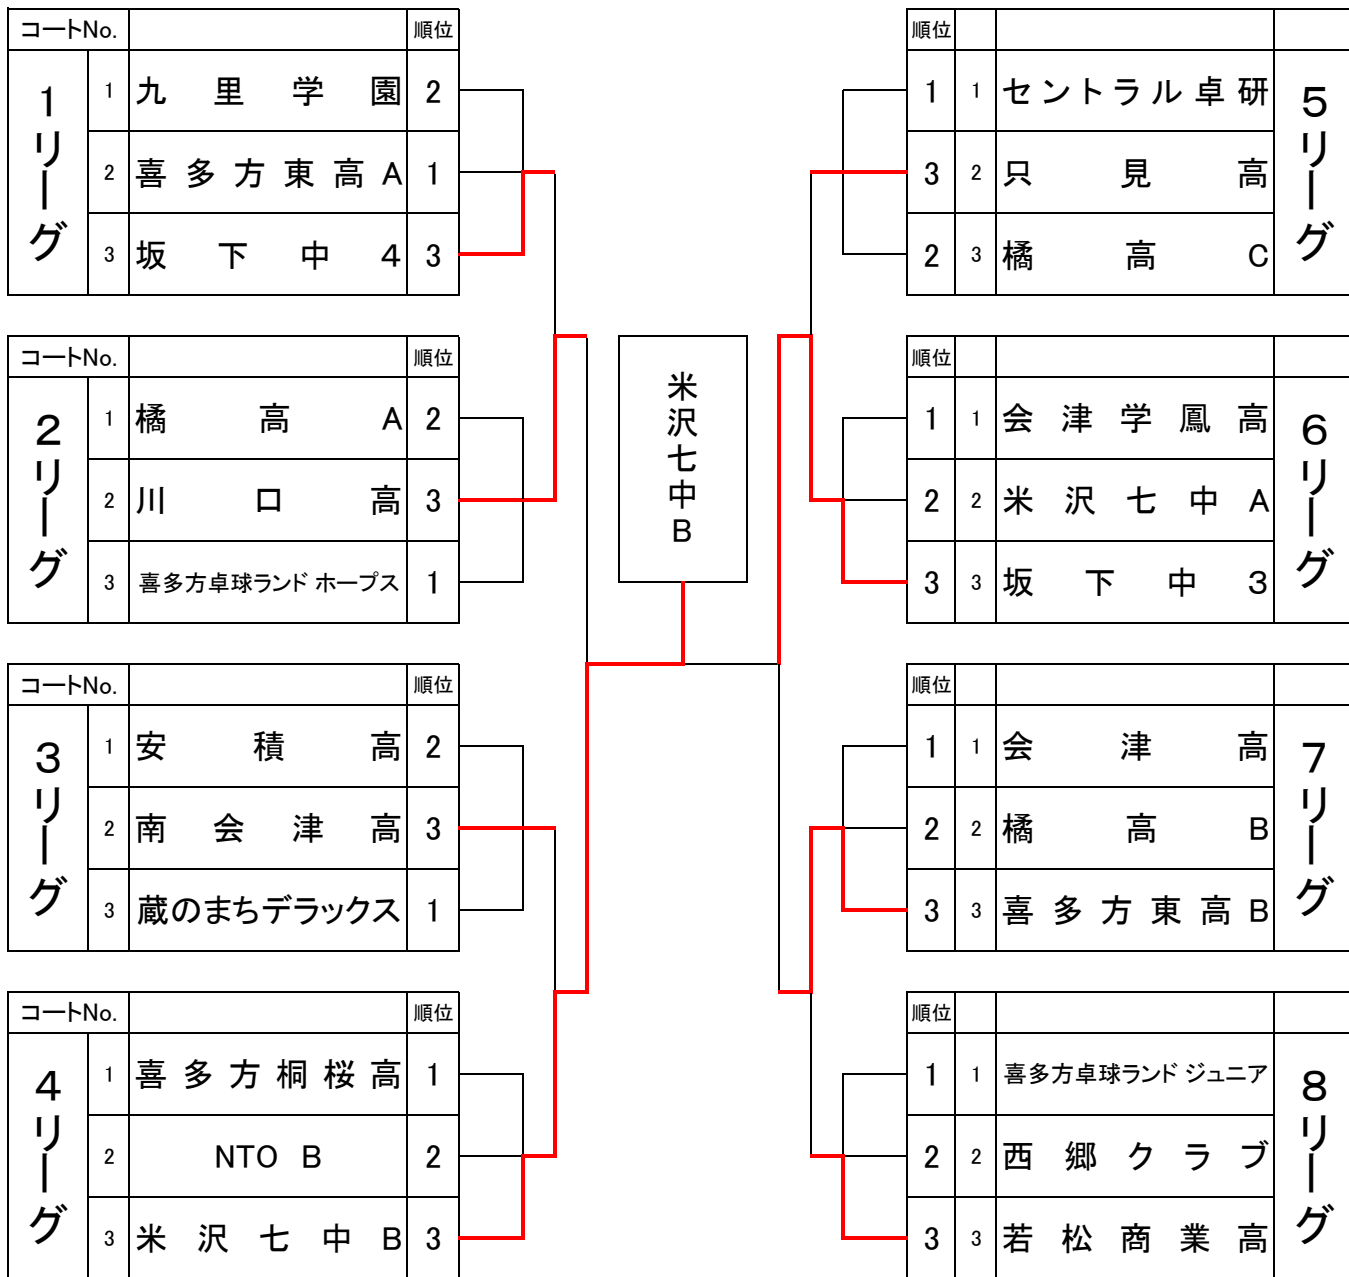 コートNo. 順位
1リーグ
1 九里学園 2
2 喜多方東高A 1
3 坂下中4 3
コートNo. 順位
2リーグ
1 橘高A 2
2 川口高 3
3 喜多方卓球ランド ホープス 1
コートNo. 順位
3リーグ
1 安積高 2
2 南会津高 3
3 蔵のまちデラックス 1
コートNo. 順位
4リーグ
1 喜多方桐桜高 1
2 NTO B 2
3 米沢七中B 3
米沢七中B
順位
5リーグ
1 1 セントラル卓研
3 2 只見高
2 3 橘高C
順位
6リーグ
1 1 会津学鳳高
2 2 米沢七中A
3 3 坂下中3
順位
7リーグ
1 1 会津高
2 2 橘高B
3 3 喜多方東高B
順位
8リーグ
1 1 喜多方卓球ランド ジュニア
2 2 西郷クラブ
3 3 若松商業高